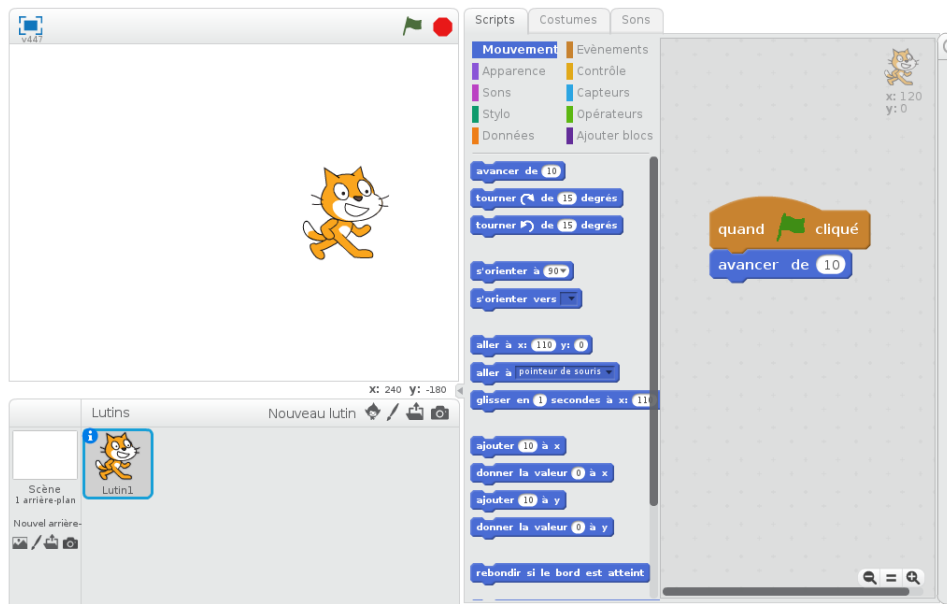 v447
Scripts
Costumes
Sons
Mouvement
Evènements
Apparence
Contrôle
Sons
Capteurs
Stylo
Opérateurs
Données
Ajouter blocs
avancer de 10
tourner de 15 degrés
tourner de 15 degrés
s'orienter à 90
s'orienter vers
aller à x: 110 y: 0
aller à pointeur de souris
glisser en 1 secondes à x: 110
ajouter 10 à x
donner la valeur 0 à x
ajouter 10 à y
donner la valeur 0 à y
rebondir si le bord est atteint
x: 120
y: 0
quand cliqué
avancer de 10
x: 240 y: -180
Lutins
Nouveau lutin
Lutin1
Scène
1 arrière-plan
Nouvel arrière-